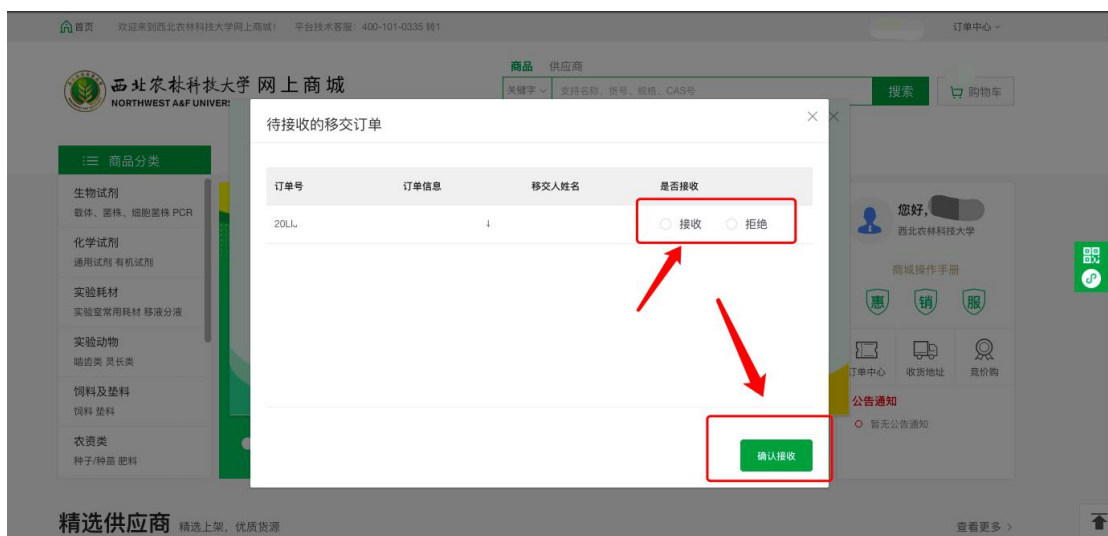 首页 欢迎来到西北农林科技大学网上商城! 平台技术客服:400-101-0335 转1 订单中心
商品 供应商
西北农林科技大学 网上商城
NORTHWEST A&F UNIVER
关键字 支持名称、货号、规格、CAS号 搜索 购物车
待接收的移交订单
商品分类
订单号 订单信息 移交人姓名 是否接收
接收 拒绝
确认接收
生物试剂
载体、菌株、细胞菌株 PCR
化学试剂
通用试剂 有机试剂
实验耗材
实验室常用耗材 移液分液
实验动物
啮齿类 灵长类
饲料及垫料
饲料 垫料
农资类
种子/种苗 肥料
您好,
西北农林科技大学
商城操作手册
惠 销 服
订单中心 收货地址 竞价购
公告通知
暂无公告通知
精选供应商 精选上架,优质货源 查看更多